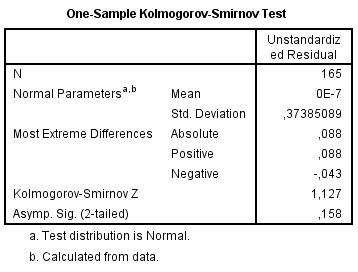 One-Sample Kolmogorov-Smirnov Test
Unstandardiz
ed Residual
N 165
Normal Parametersa,b Mean 0E-7
Std. Deviation ,37385089
Most Extreme Differences Absolute ,088
Positive ,088
Negative -,043
Kolmogorov-Smirnov Z 1,127
Asymp. Sig. (2-tailed) ,158
a. Test distribution is Normal.
b. Calculated from data.